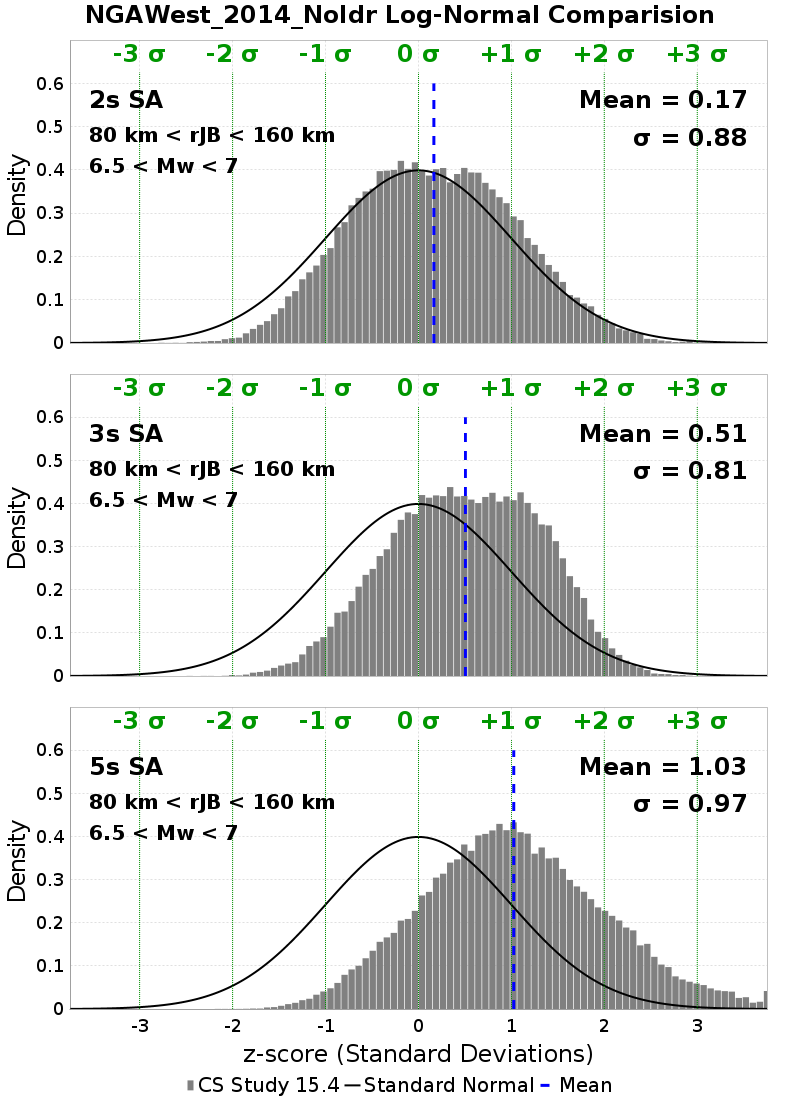 NGAWest_2014_NoIdr Log-Normal Comparision
-3 σ -2 σ -1 σ 0 σ +1 σ +2 σ +3 σ
2s SA Mean = 0.17
80 km < rJB < 160 km σ = 0.88
6.5 < Mw < 7
0.6
0.5
0.4
0.3
0.2
0.1
0
Density
-3 σ -2 σ -1 σ 0 σ +1 σ +2 σ +3 σ
3s SA Mean = 0.51
80 km < rJB < 160 km σ = 0.81
6.5 < Mw < 7
0.6
0.5
0.4
0.3
0.2
0.1
0
Density
-3 σ -2 σ -1 σ 0 σ +1 σ +2 σ +3 σ
5s SA Mean = 1.03
80 km < rJB < 160 km σ = 0.97
6.5 < Mw < 7
0.6
0.5
0.4
0.3
0.2
0.1
0
Density
-3 -2 -1 0 1 2 3
z-score (Standard Deviations)
CS Study 15.4 Standard Normal Mean